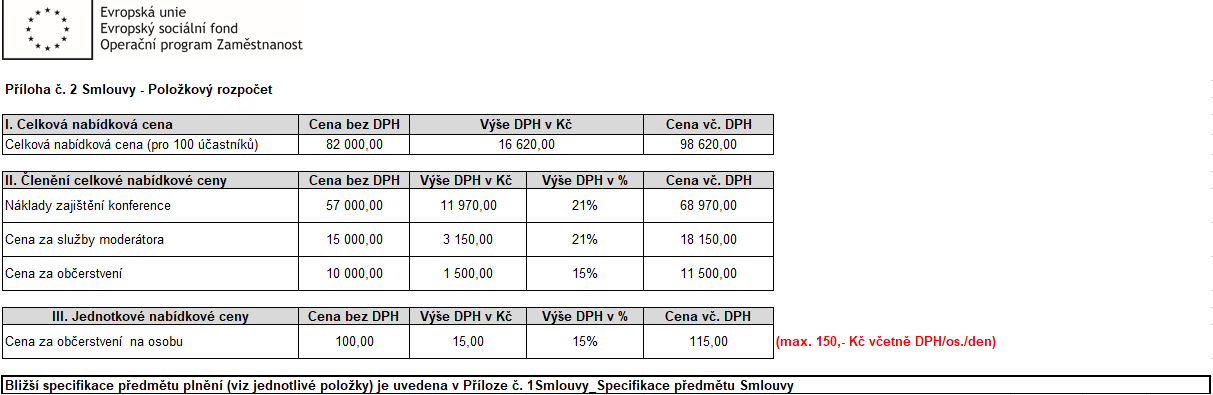 Evropská unie
Evropský sociální fond
Operační program Zaměstnanost
Příloha č. 2 Smlouvy - Položkový rozpočet
I. Celková nabídková cena Cena bez DPH Výše DPH v Kč Cena vč. DPH
Celková nabídková cena (pro 100 účastníků) 82 000,00 16 620,00 98 620,00
II. Členění celkové nabídkové ceny Cena bez DPH Výše DPH v Kč Výše DPH v % Cena vč. DPH
Náklady zajištění konference 57 000,00 11 970,00 21% 68 970,00
Cena za služby moderátora 15 000,00 3 150,00 21% 18 150,00
Cena za občerstvení 10 000,00 1 500,00 15% 11 500,00
III. Jednotkové nabídkové ceny Cena bez DPH Výše DPH v Kč Výše DPH v % Cena vč. DPH
Cena za občerstvení na osobu 100,00 15,00 15% 115,00 (max. 150,- Kč včetně DPH/os./den)
Bližší specifikace předmětu plnění (viz jednotlivé položky) je uvedena v Příloze č. 1Smlouvy_Specifikace předmětu Smlouvy